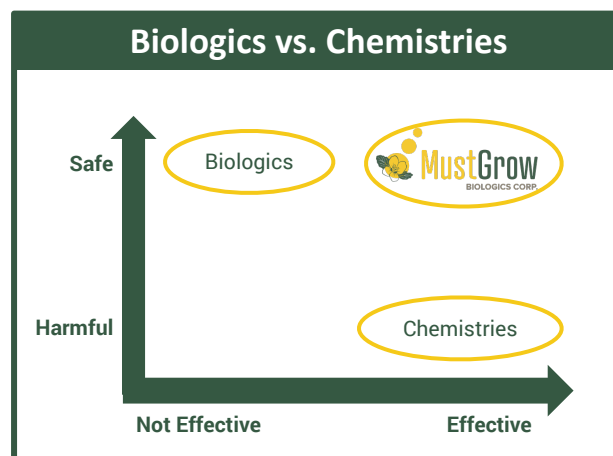 Biologics vs. Chemistries
Safe
Biologics
MustGrow
BIOLOGICS CORP.
Harmful
Chemistries
Not Effective
Effective